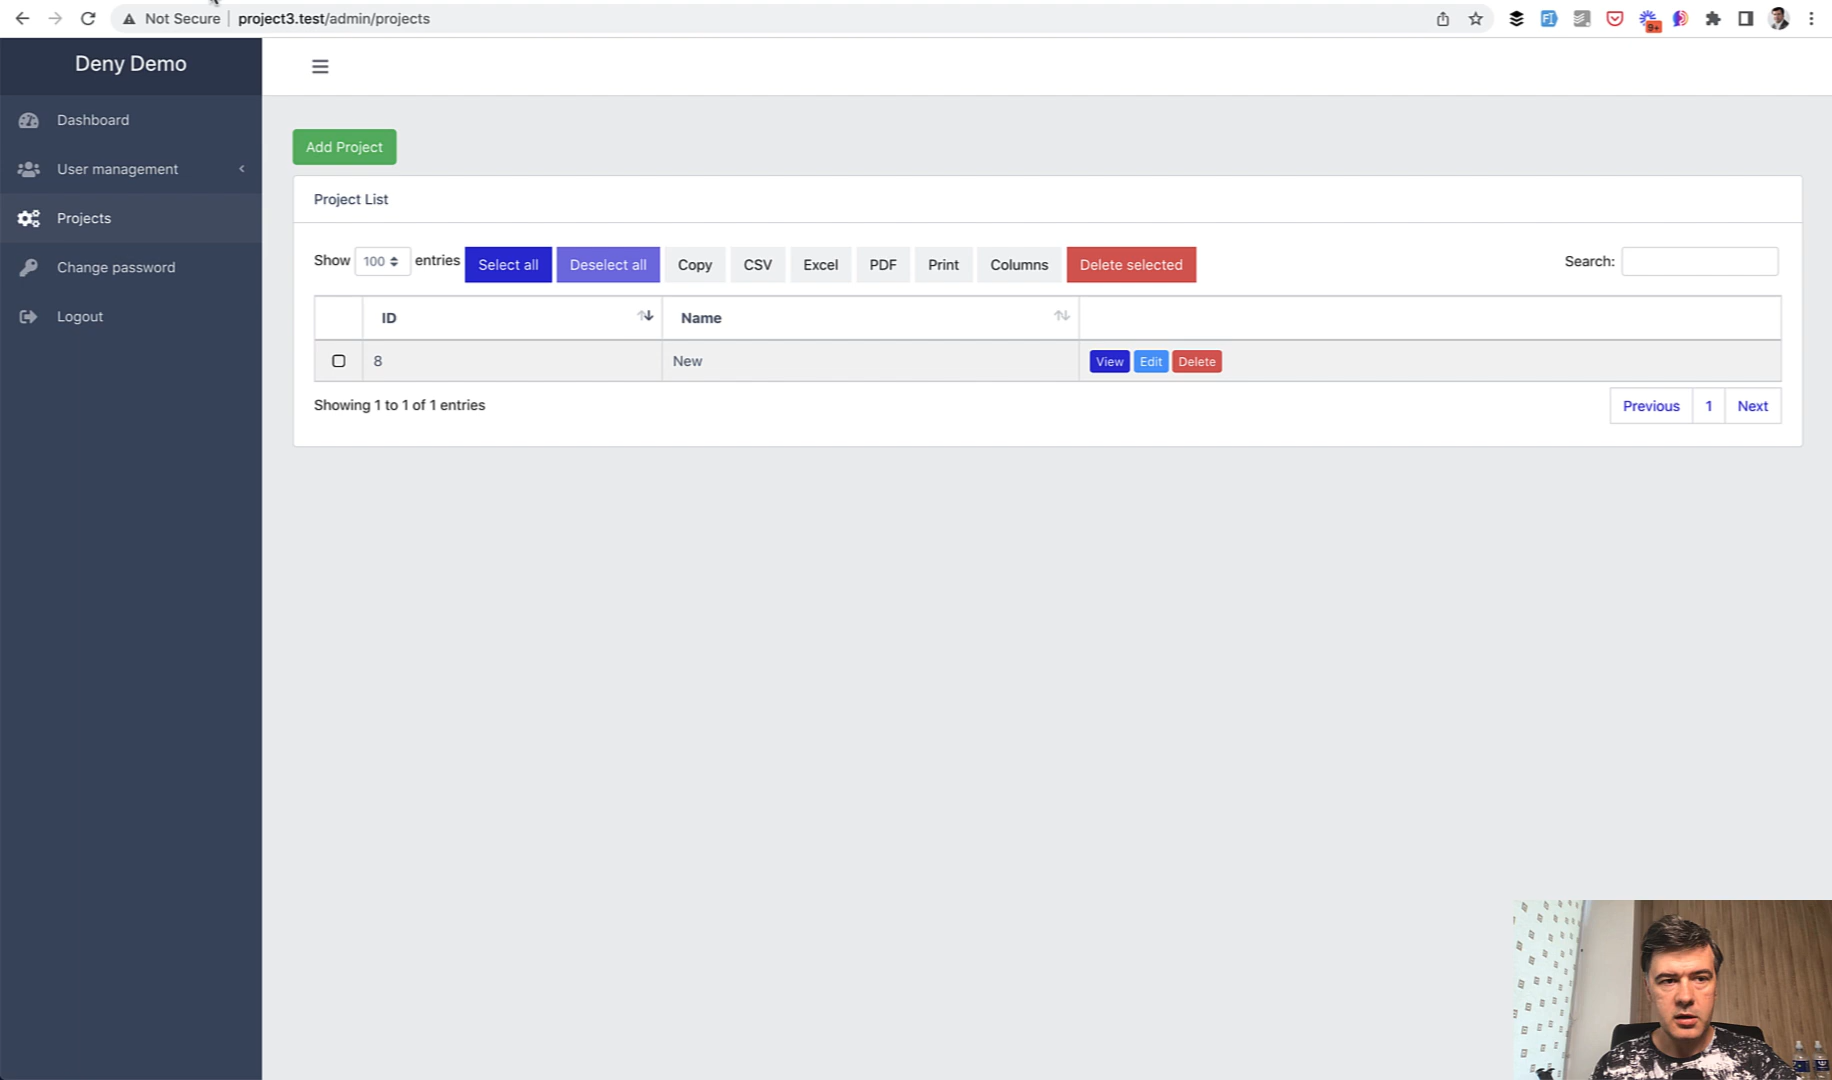 Not Secure project3.test/admin/projects
9+
Deny Demo
Dashboard
User management
Projects
Change password
Logout
Add Project
Project List
Show 100 entries Select all Deselect all Copy CSV Excel PDF Print Columns Delete selected Search:
ID Name
8 New View Edit Delete
Showing 1 to 1 of 1 entries Previous 1 Next